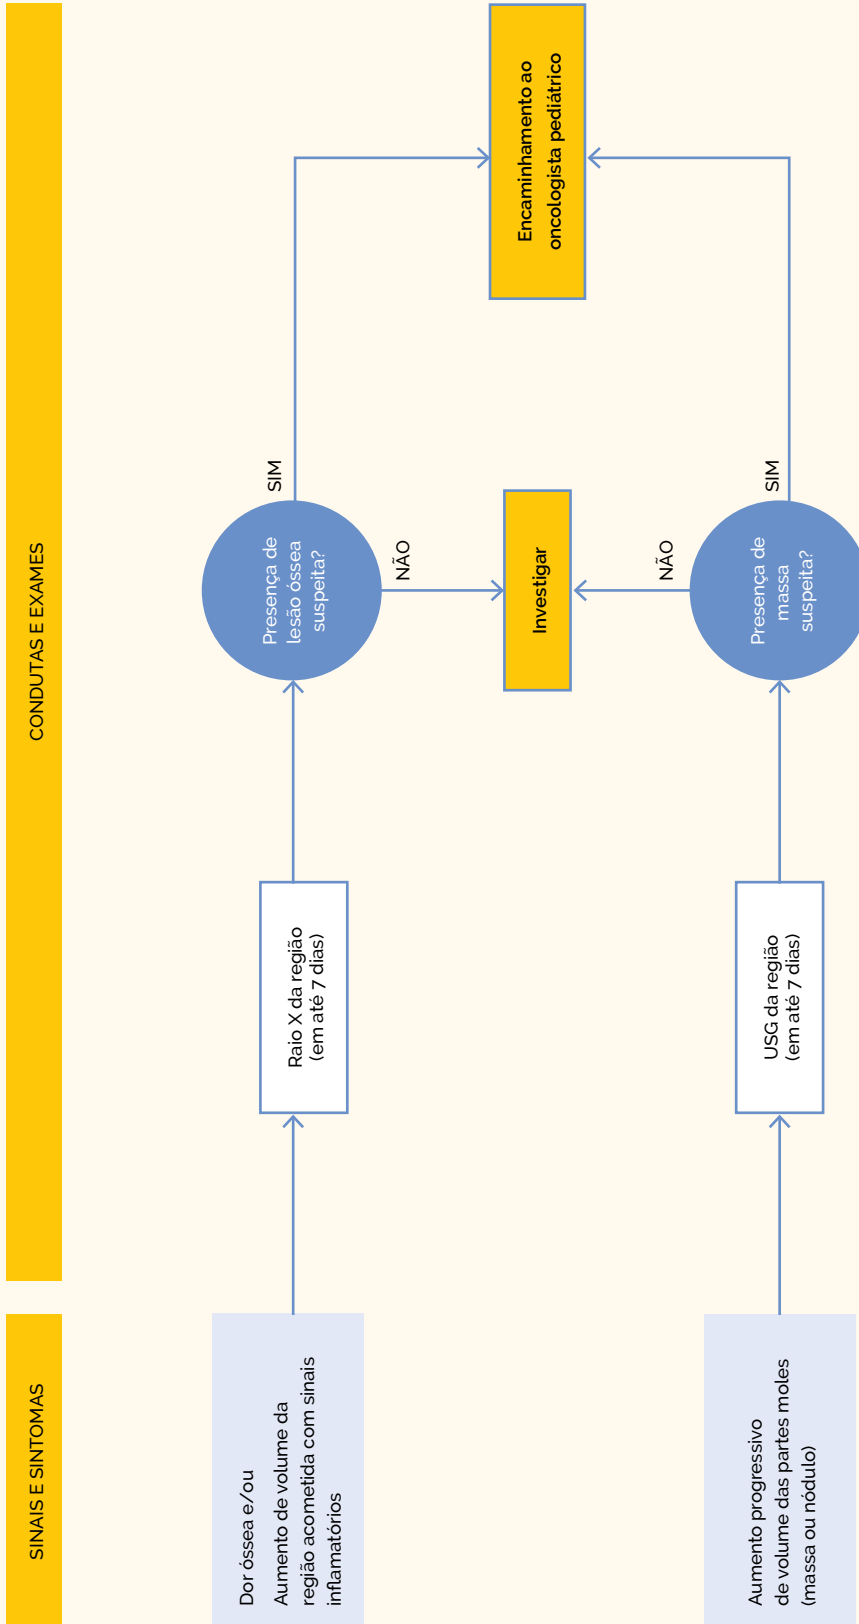 SINAIS E SINTOMAS
CONDUTAS E EXAMES
Dor óssea e/ou
Aumento de volume da
região acometida com sinais
inflamatórios
Raio X da região
(em até 7 dias)
Presença de
lesão óssea
suspeita?
SIM
NÃO
Investigar
Encaminhamento ao
oncologista pediátrico
Aumento progressivo
de volume das partes moles
(massa ou nódulo)
USG da região
(em até 7 dias)
Presença de
massa
suspeita?
NÃO
SIM